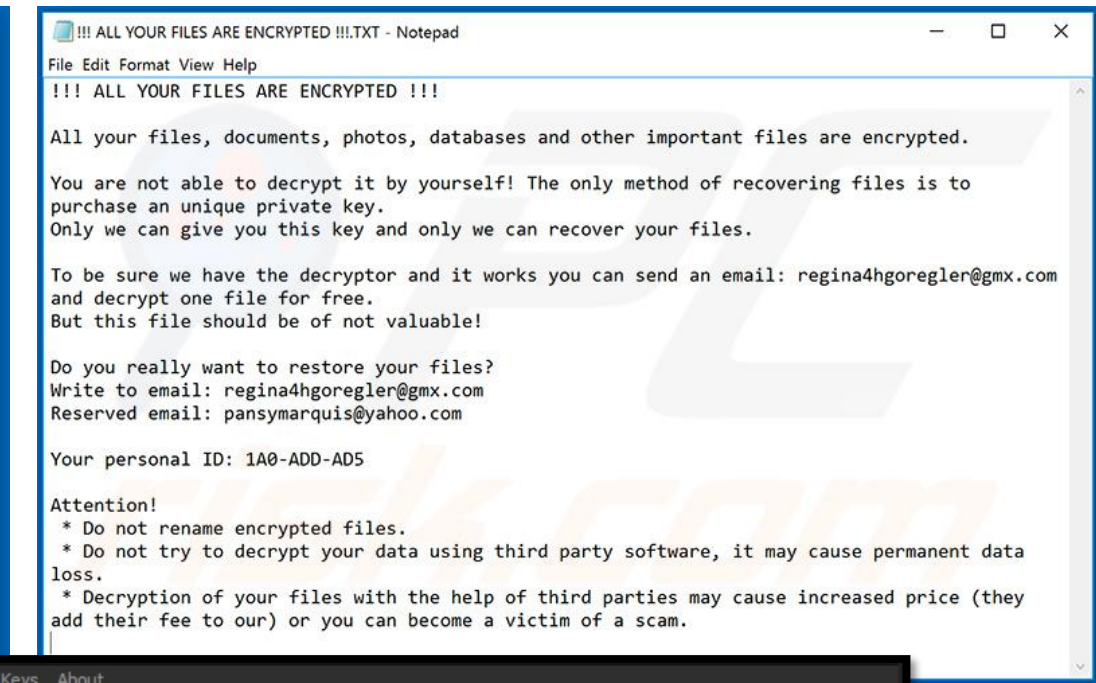 !!! ALL YOUR FILES ARE ENCRYPTED !!!.TXT - Notepad
File Edit Format View Help
!!! ALL YOUR FILES ARE ENCRYPTED !!!
All your files, documents, photos, databases and other important files are encrypted.
You are not able to decrypt it by yourself! The only method of recovering files is to
purchase an unique private key.
Only we can give you this key and only we can recover your files.
To be sure we have the decryptor and it works you can send an email: regina4hgoregler@gmx.com
and decrypt one file for free.
But this file should be of not valuable!
Do you really want to restore your files?
Write to email: regina4hgoregler@gmx.com
Reserved email: pansymarquis@yahoo.com
Your personal ID: 1A0-ADD-AD5
Attention!
* Do not rename encrypted files.
* Do not try to decrypt your data using third party software, it may cause permanent data
loss.
* Decryption of your files with the help of third parties may cause increased price (they
add their fee to our) or you can become a victim of a scam.
Keys About
PC
risk.com